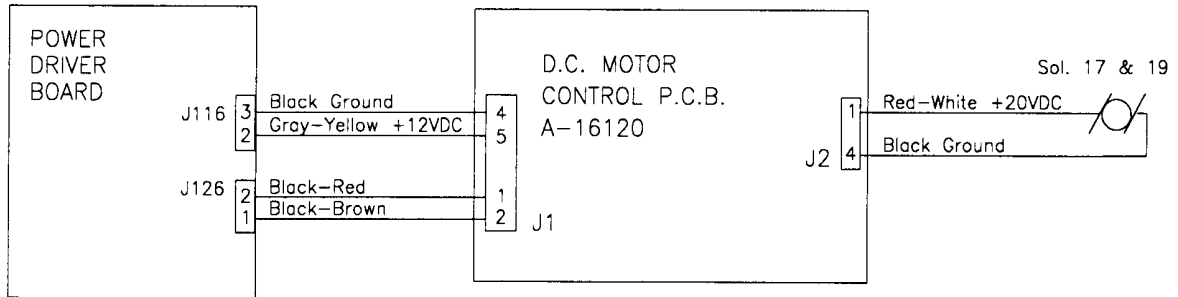 POWER
DRIVER
BOARD
J116
3
2
Black Ground
Gray-Yellow +12VDC
4
5
J126
2
1
Black-Red
Black-Brown
1
2
J1
D.C. MOTOR
CONTROL P.C.B.
A-16120
J2
1
4
Red-White +20VDC
Black Ground
Sol. 17 & 19